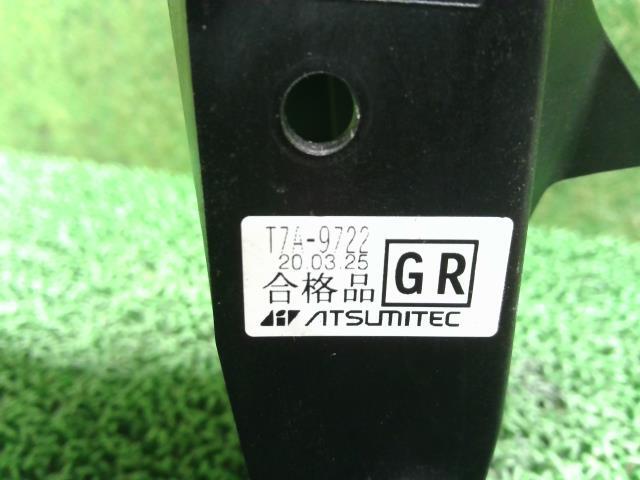 T7A-9722
20.03.25
合格品
GR
ATSUMITEC